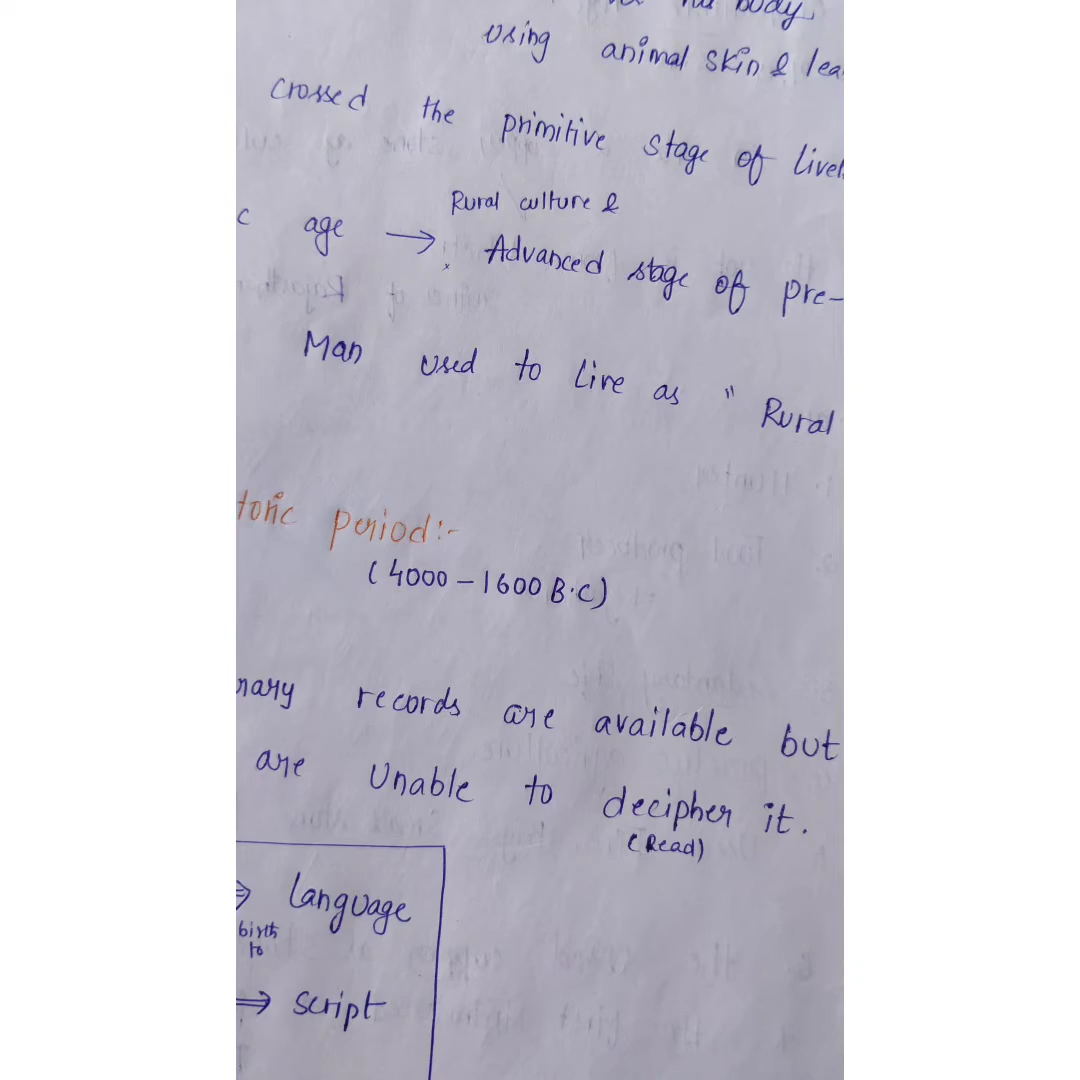 body
using animal skin &
crossed the primitive stage of
Rural culture &
c age → Advanced stage of pre-
Man used to live as " Rural
toric period:-
(4000 – 1600 B.C)
nary records are available but
are unable to decipher it.
(Read)
⇒ language
birth
to
⇒ script